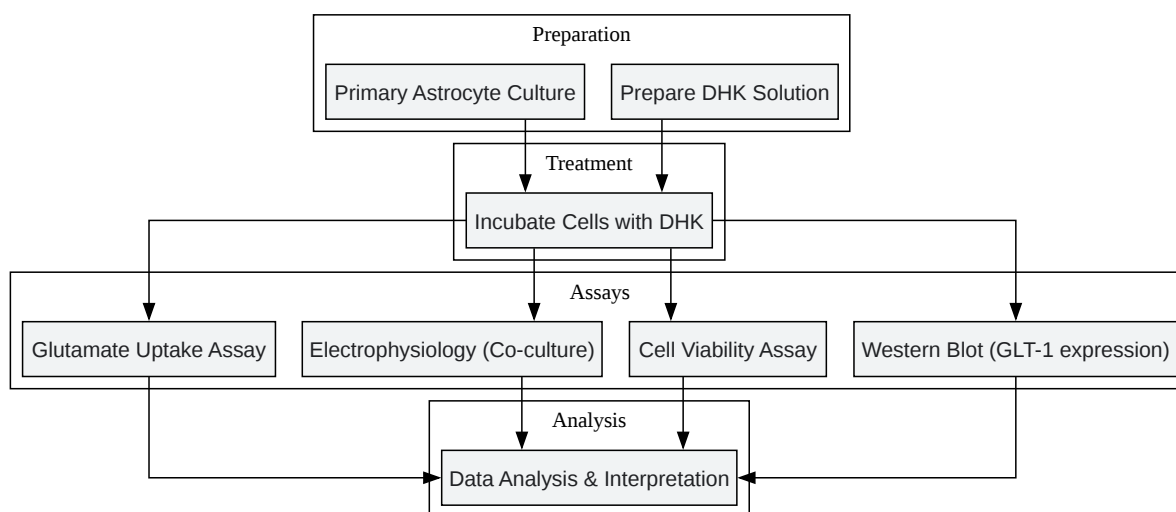 Preparation
Primary Astrocyte Culture
Prepare DHK Solution
Treatment
Incubate Cells with DHK
Assays
Glutamate Uptake Assay
Electrophysiology (Co-culture)
Cell Viability Assay
Western Blot (GLT-1 expression)
Analysis
Data Analysis & Interpretation